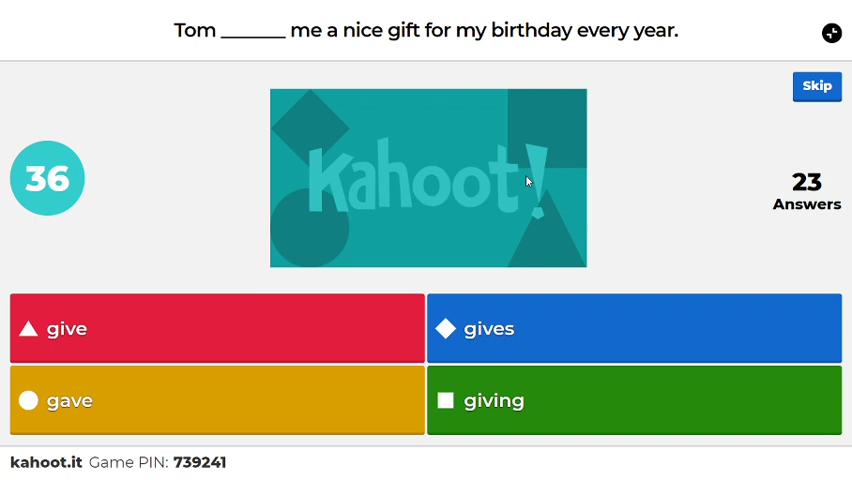 Tom _______ me a nice gift for my birthday every year.
Skip
36
Kahoot!
23
Answers
give
gives
gave
giving
kahoot.it Game PIN: 739241